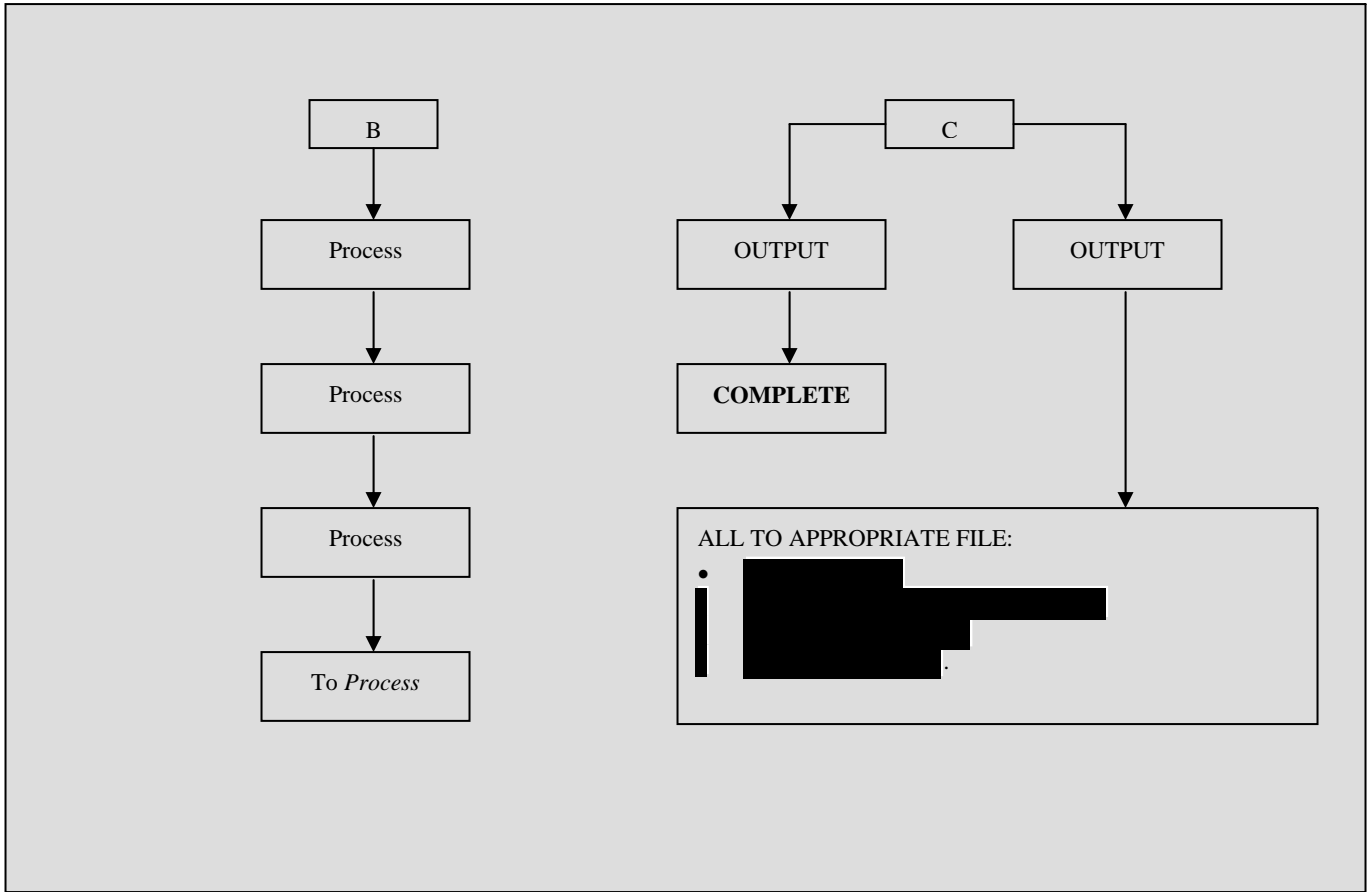 B
Process
Process
Process
To Process
C
OUTPUT
OUTPUT
COMPLETE
ALL TO APPROPRIATE FILE:
•
.